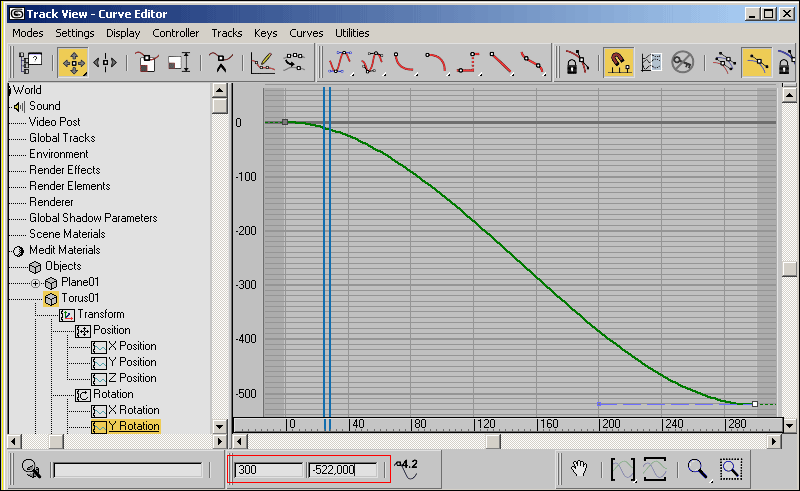 Track View - Curve Editor
Modes Settings Display Controller Tracks Keys Curves Utilities
World
Sound
Video Post
Global Tracks
Environment
Render Effects
Render Elements
Renderer
Global Shadow Parameters
Scene Materials
Medit Materials
Objects
Plane01
Torus01
Transform
Position
X Position
Y Position
Z Position
Rotation
X Rotation
Y Rotation
0
-100
-200
-300
-400
-500
0 40 80 120 160 200 240 280
300 -522,000 4.2